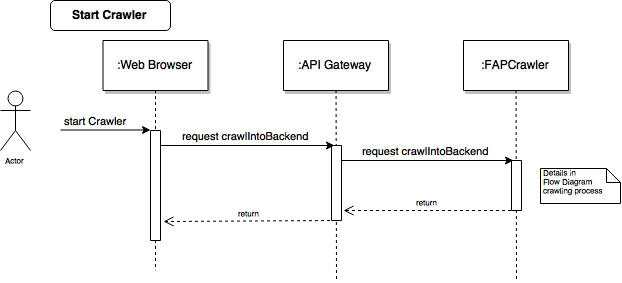 Start Crawler
:Web Browser
:API Gateway
:FAPCrawler
start Crawler
request crawlIntoBackend
request crawlIntoBackend
Actor
Details in
Flow Diagram
crawling process
return
return